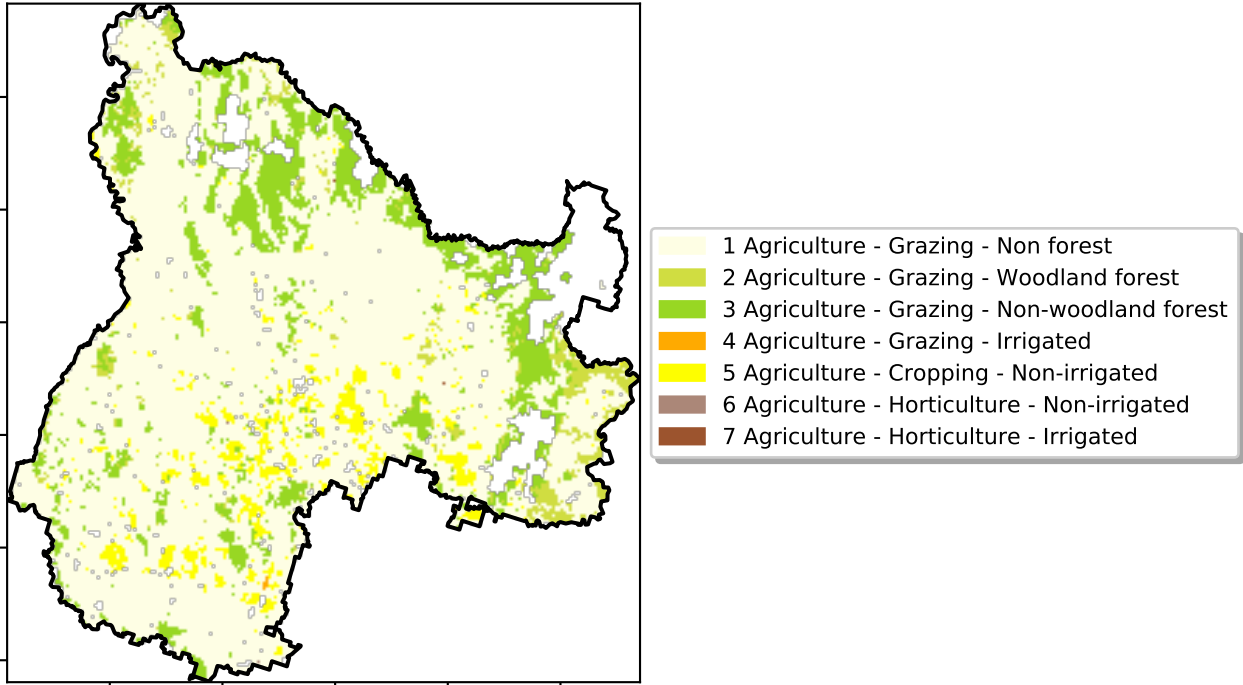 1 Agriculture - Grazing - Non forest
2 Agriculture - Grazing - Woodland forest
3 Agriculture - Grazing - Non-woodland forest
4 Agriculture - Grazing - Irrigated
5 Agriculture - Cropping - Non-irrigated
6 Agriculture - Horticulture - Non-irrigated
7 Agriculture - Horticulture - Irrigated